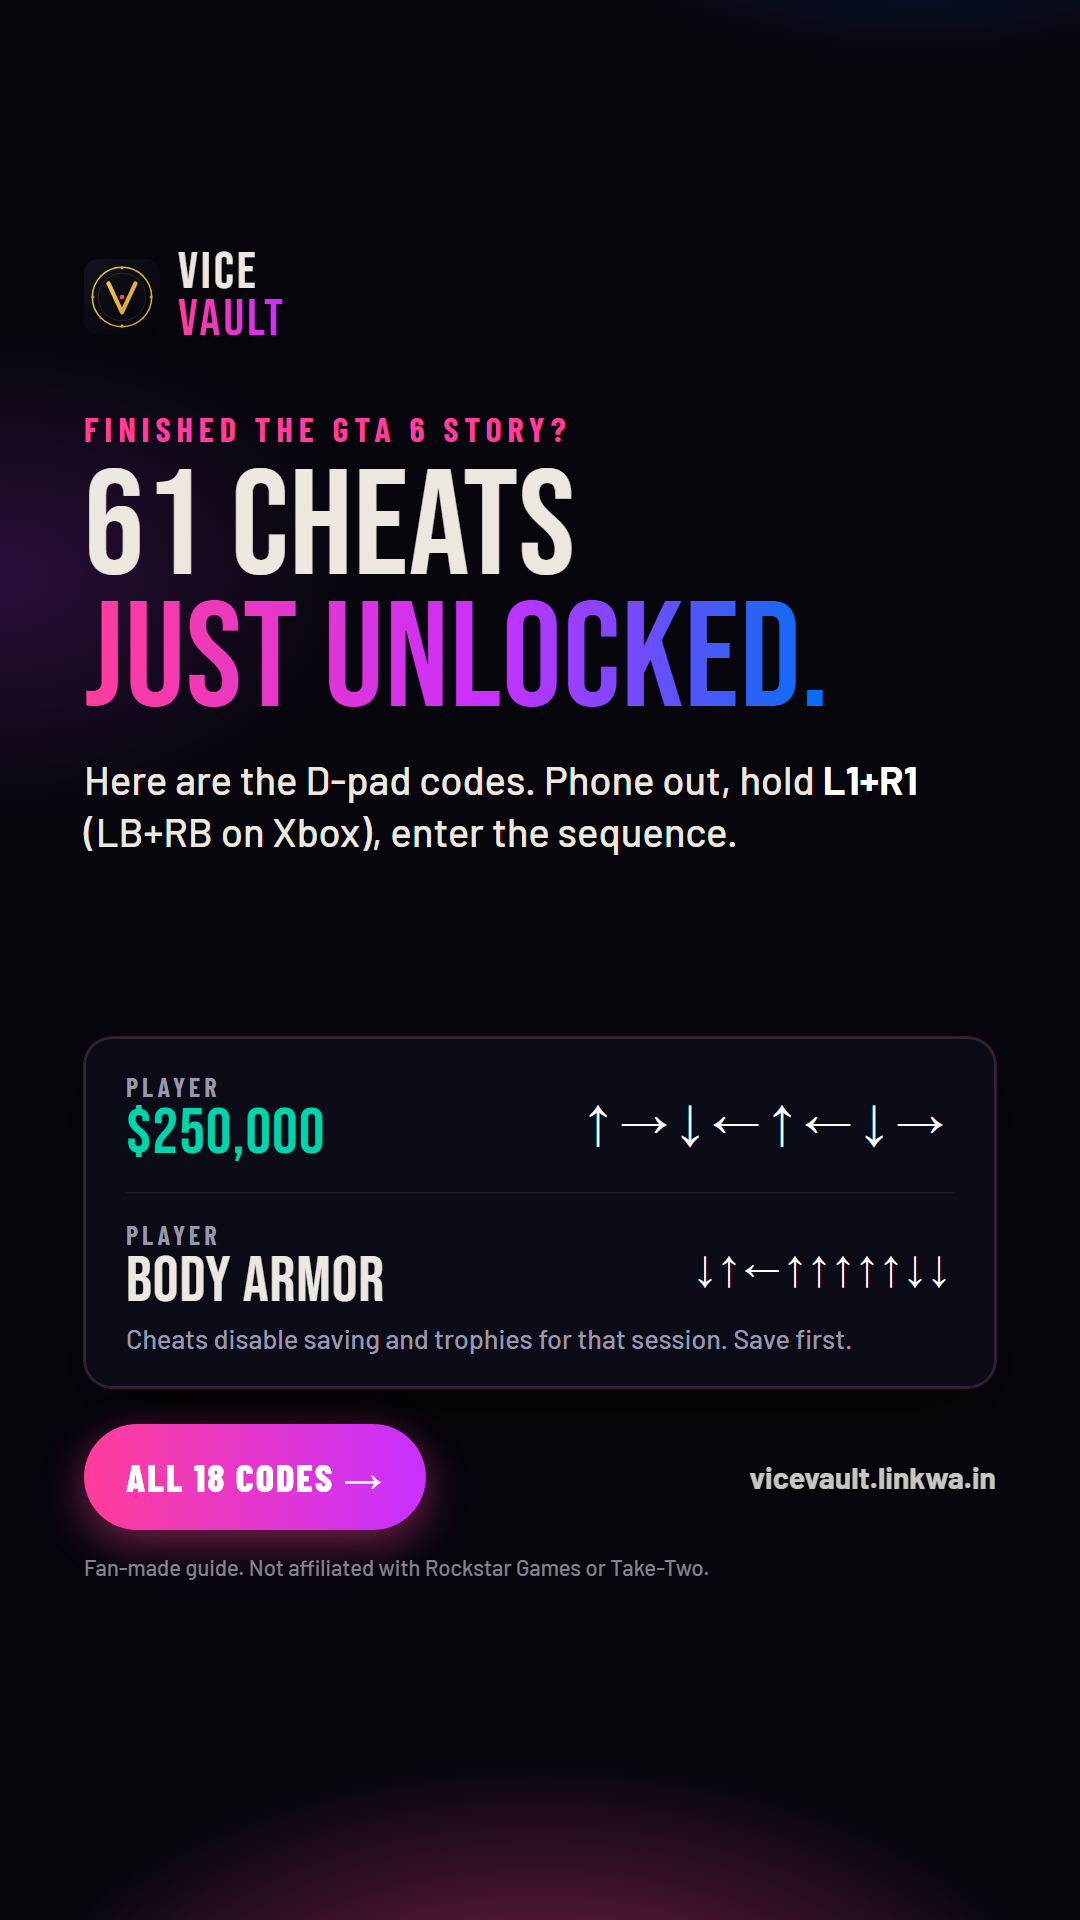 VICE
VAULT
FINISHED THE GTA 6 STORY?
61 CHEATS
JUST UNLOCKED.
Here are the D-pad codes. Phone out, hold L1+R1
(LB+RB on Xbox), enter the sequence.
PLAYER
$250,000
↑→↓←↑←↓→
PLAYER
BODY ARMOR
↓↑←↑↑↑↑↑↓↓
Cheats disable saving and trophies for that session. Save first.
ALL 18 CODES →
vicevault.linkwa.in
Fan-made guide. Not affiliated with Rockstar Games or Take-Two.